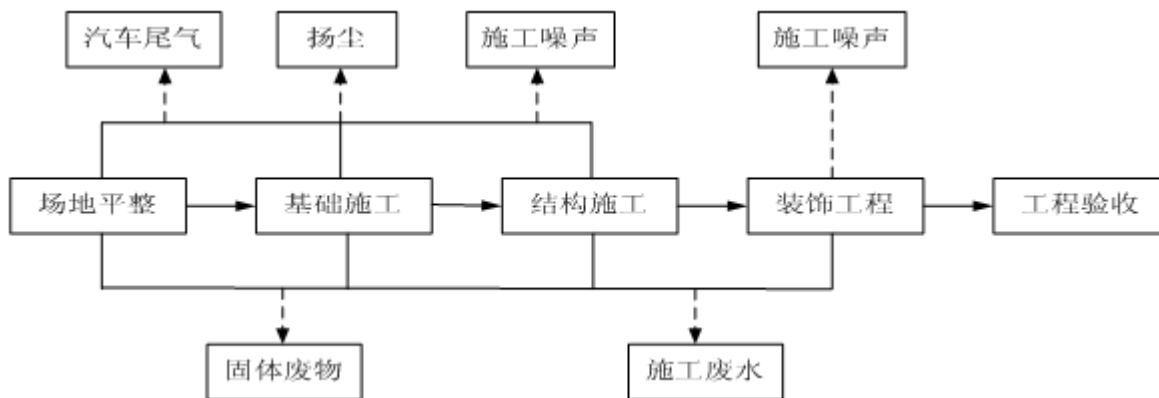 汽车尾气
扬尘
施工噪声
施工噪声
场地平整
基础施工
结构施工
装饰工程
工程验收
固体废物
施工废水